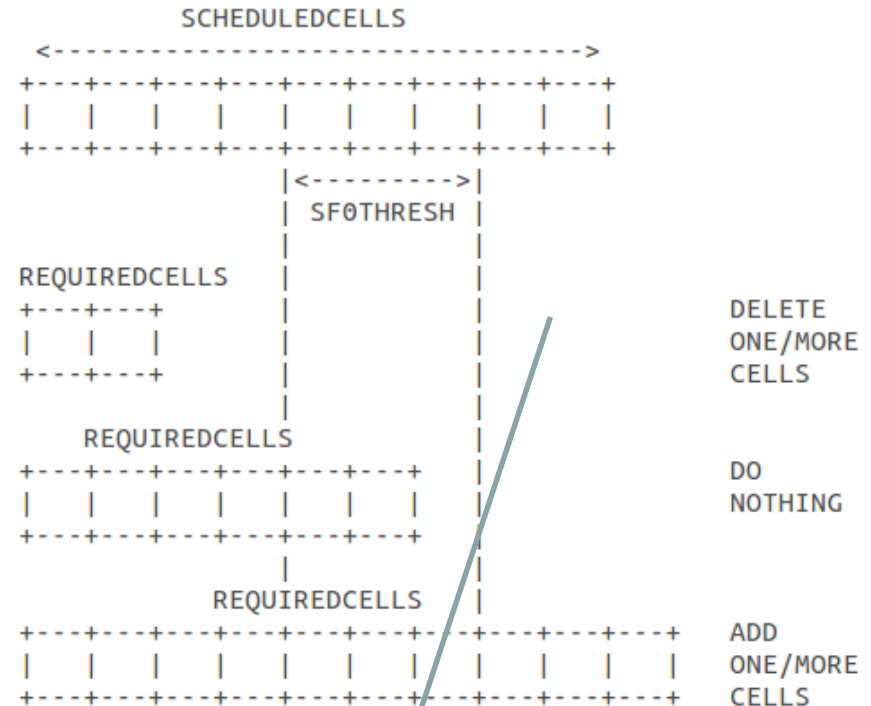 SCHEDULEDCELLS
SF0THRESH
REQUIREDCELLS
DELETE
ONE/MORE
CELLS
REQUIREDCELLS
DO
NOTHING
REQUIREDCELLS
ADD
ONE/MORE
CELLS